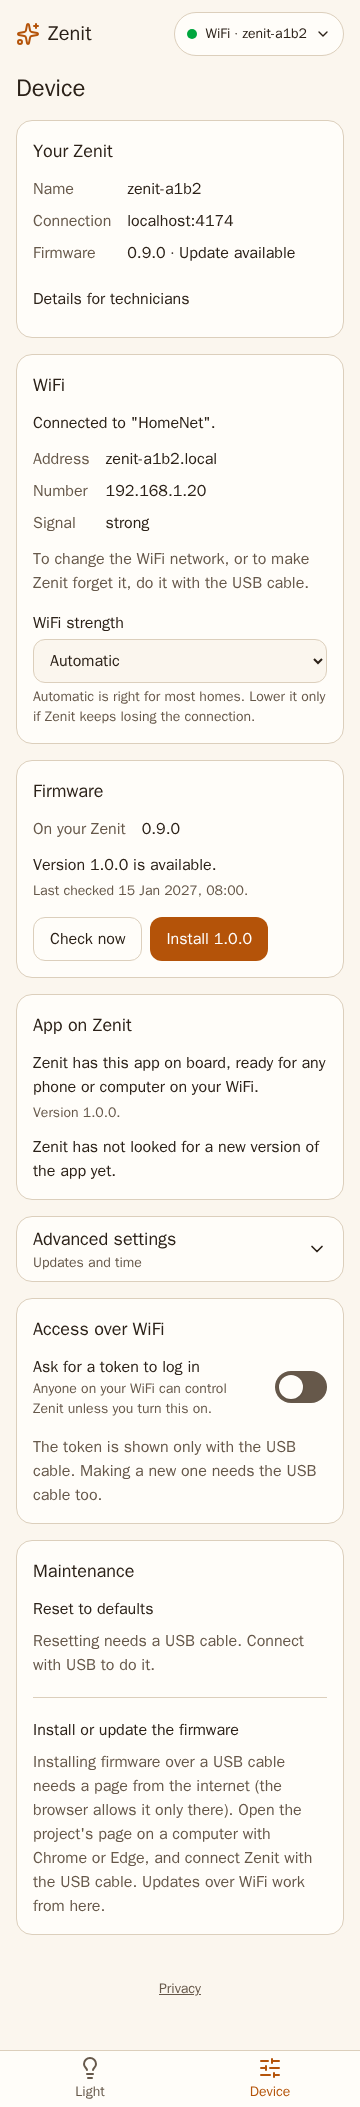 Zenit
WiFi · zenit-a1b2
Device
Your Zenit
Name zenit-a1b2
Connection localhost:4174
Firmware 0.9.0 · Update available
Details for technicians
WiFi
Connected to "HomeNet".
Address zenit-a1b2.local
Number 192.168.1.20
Signal strong
To change the WiFi network, or to make
Zenit forget it, do it with the USB cable.
WiFi strength
Automatic
Automatic is right for most homes. Lower it only
if Zenit keeps losing the connection.
Firmware
On your Zenit 0.9.0
Version 1.0.0 is available.
Last checked 15 Jan 2027, 08:00.
Check now
Install 1.0.0
App on Zenit
Zenit has this app on board, ready for any
phone or computer on your WiFi.
Version 1.0.0.
Zenit has not looked for a new version of
the app yet.
Advanced settings
Updates and time
Access over WiFi
Ask for a token to log in
Anyone on your WiFi can control
Zenit unless you turn this on.
The token is shown only with the USB
cable. Making a new one needs the USB
cable too.
Maintenance
Reset to defaults
Resetting needs a USB cable. Connect
with USB to do it.
Install or update the firmware
Installing firmware over a USB cable
needs a page from the internet (the
browser allows it only there). Open the
project's page on a computer with
Chrome or Edge, and connect Zenit with
the USB cable. Updates over WiFi work
from here.
Privacy
Light
Device